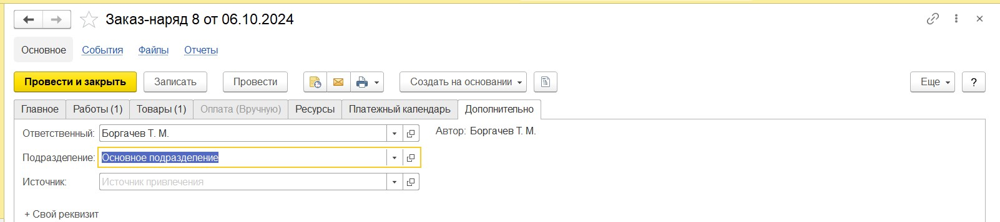 Заказ-наряд 8 от 06.10.2024
Основное События Файлы Отчеты
Провести и закрыть Записать Провести Создать на основании Еще ?
Главное Работы (1) Товары (1) Оплата (Вручную) Ресурсы Платежный календарь Дополнительно
Ответственный: Боргачев Т. М. Автор: Боргачев Т. М.
Подразделение: Основное подразделение
Источник: Источник привлечения
+ Свой реквизит